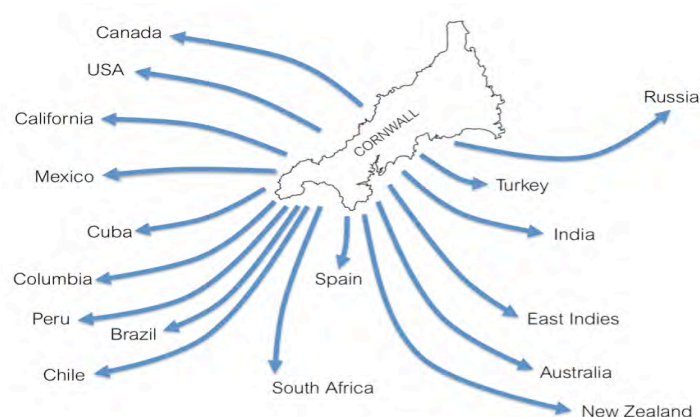 Canada
USA
California
Mexico
Cuba
Columbia
Peru
Brazil
Chile
South Africa
Spain
CORNWALL
Russia
Turkey
India
East Indies
Australia
New Zealand